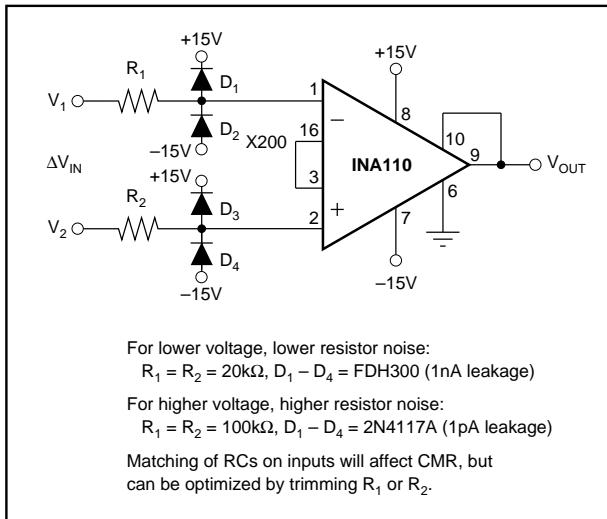 +15V
R1
D1
V1
1
+15V
8
D2
–15V
16
X200
–
INA110
10
9
VOUT
ΔVIN
+15V
3
6
R2
D3
+
V2
2
7
D4
–15V
–15V
For lower voltage, lower resistor noise:
R1 = R2 = 20kΩ, D1 – D4 = FDH300 (1nA leakage)
For higher voltage, higher resistor noise:
R1 = R2 = 100kΩ, D1 – D4 = 2N4117A (1pA leakage)
Matching of RCs on inputs will affect CMR, but
can be optimized by trimming R1 or R2.